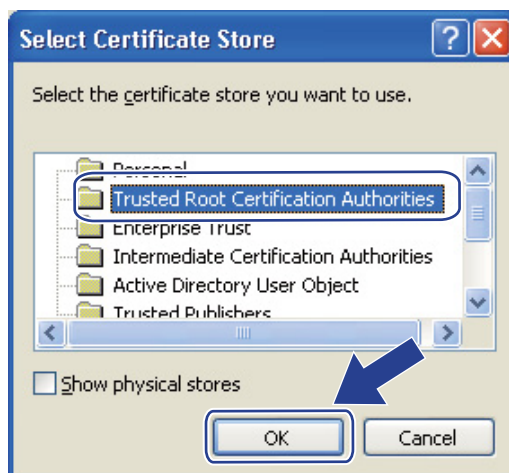 Select Certificate Store
Select the certificate store you want to use.
Personal
Trusted Root Certification Authorities
Enterprise Trust
Intermediate Certification Authorities
Active Directory User Object
Trusted Publishers
Show physical stores
OK Cancel